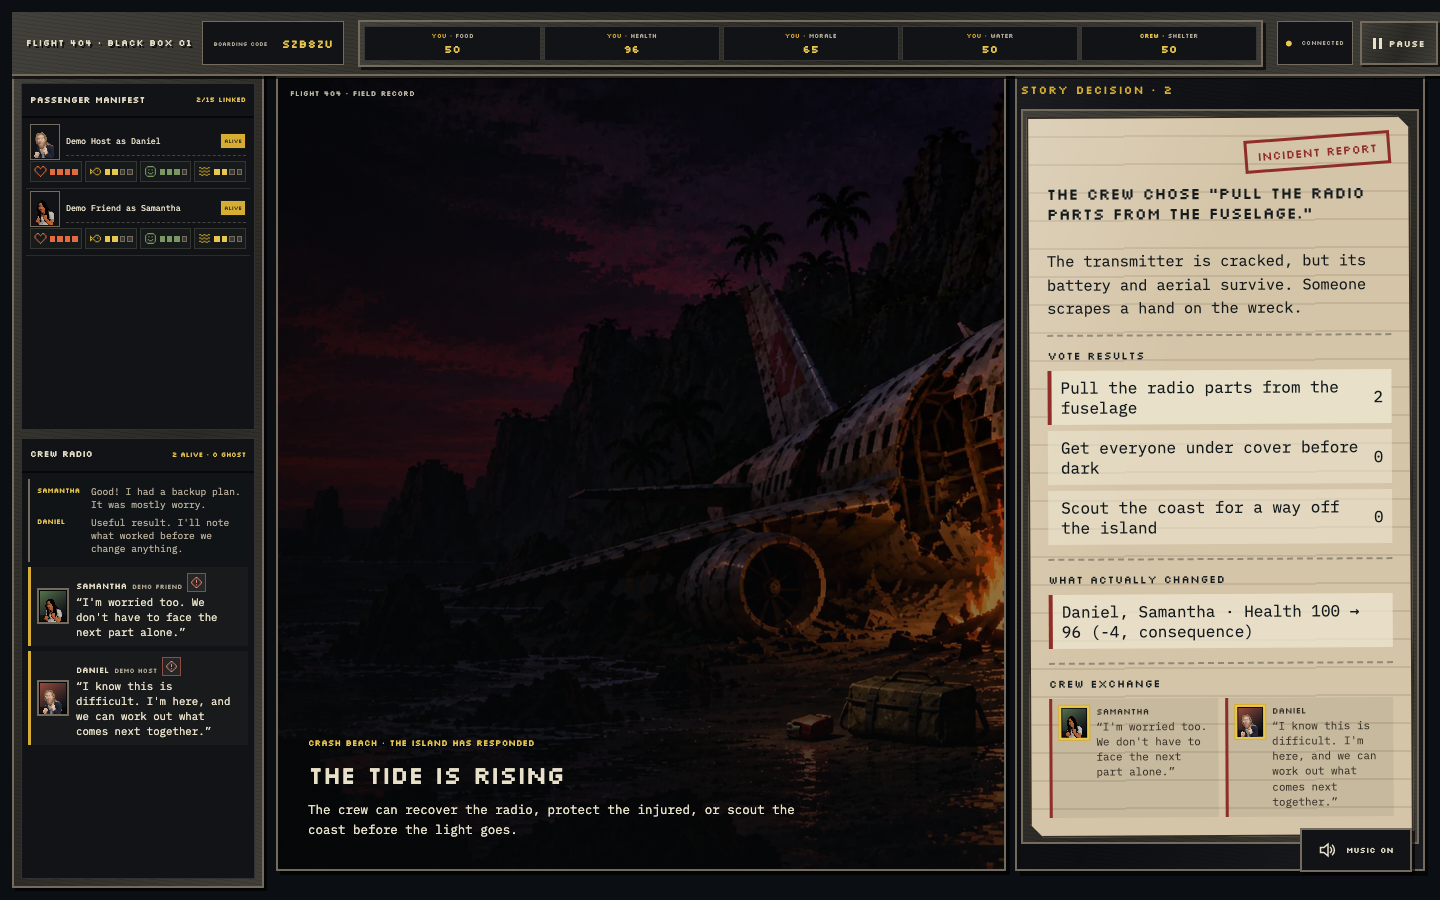 FLIGHT 404 · BLACK BOX 01
BOARDING CODE SZB8ZU
YOU · FOOD
50
YOU · HEALTH
96
YOU · MORALE
65
YOU · WATER
50
CREW · SHELTER
50
CONNECTED
PAUSE
PASSENGER MANIFEST
2/15 LINKED
Demo Host as Daniel
ALIVE
Demo Friend as Samantha
ALIVE
CREW RADIO
2 ALIVE · 0 GHOST
SAMANTHA
Good! I had a backup plan.
It was mostly worry.
DANIEL
Useful result. I'll note
what worked before we
change anything.
SAMANTHA DEMO FRIEND
“I'm worried too. We
don't have to face the
next part alone.”
DANIEL DEMO HOST
“I know this is
difficult. I'm here, and
we can work out what
comes next together.”
FLIGHT 404 · FIELD RECORD
CRASH BEACH · THE ISLAND HAS RESPONDED
THE TIDE IS RISING
The crew can recover the radio, protect the injured, or scout the
coast before the light goes.
STORY DECISION · 2
INCIDENT REPORT
THE CREW CHOSE "PULL THE RADIO
PARTS FROM THE FUSELAGE."
The transmitter is cracked, but its
battery and aerial survive. Someone
scrapes a hand on the wreck.
VOTE RESULTS
Pull the radio parts from the
fuselage
2
Get everyone under cover before
dark
0
Scout the coast for a way off
the island
0
WHAT ACTUALLY CHANGED
Daniel, Samantha · Health 100 →
96 (-4, consequence)
CREW EXCHANGE
SAMANTHA
“I'm worried too.
We don't have to
face the next
part alone.”
DANIEL
“I know this is
difficult. I'm
here, and we can
work out what
comes next
together.”
MUSIC ON